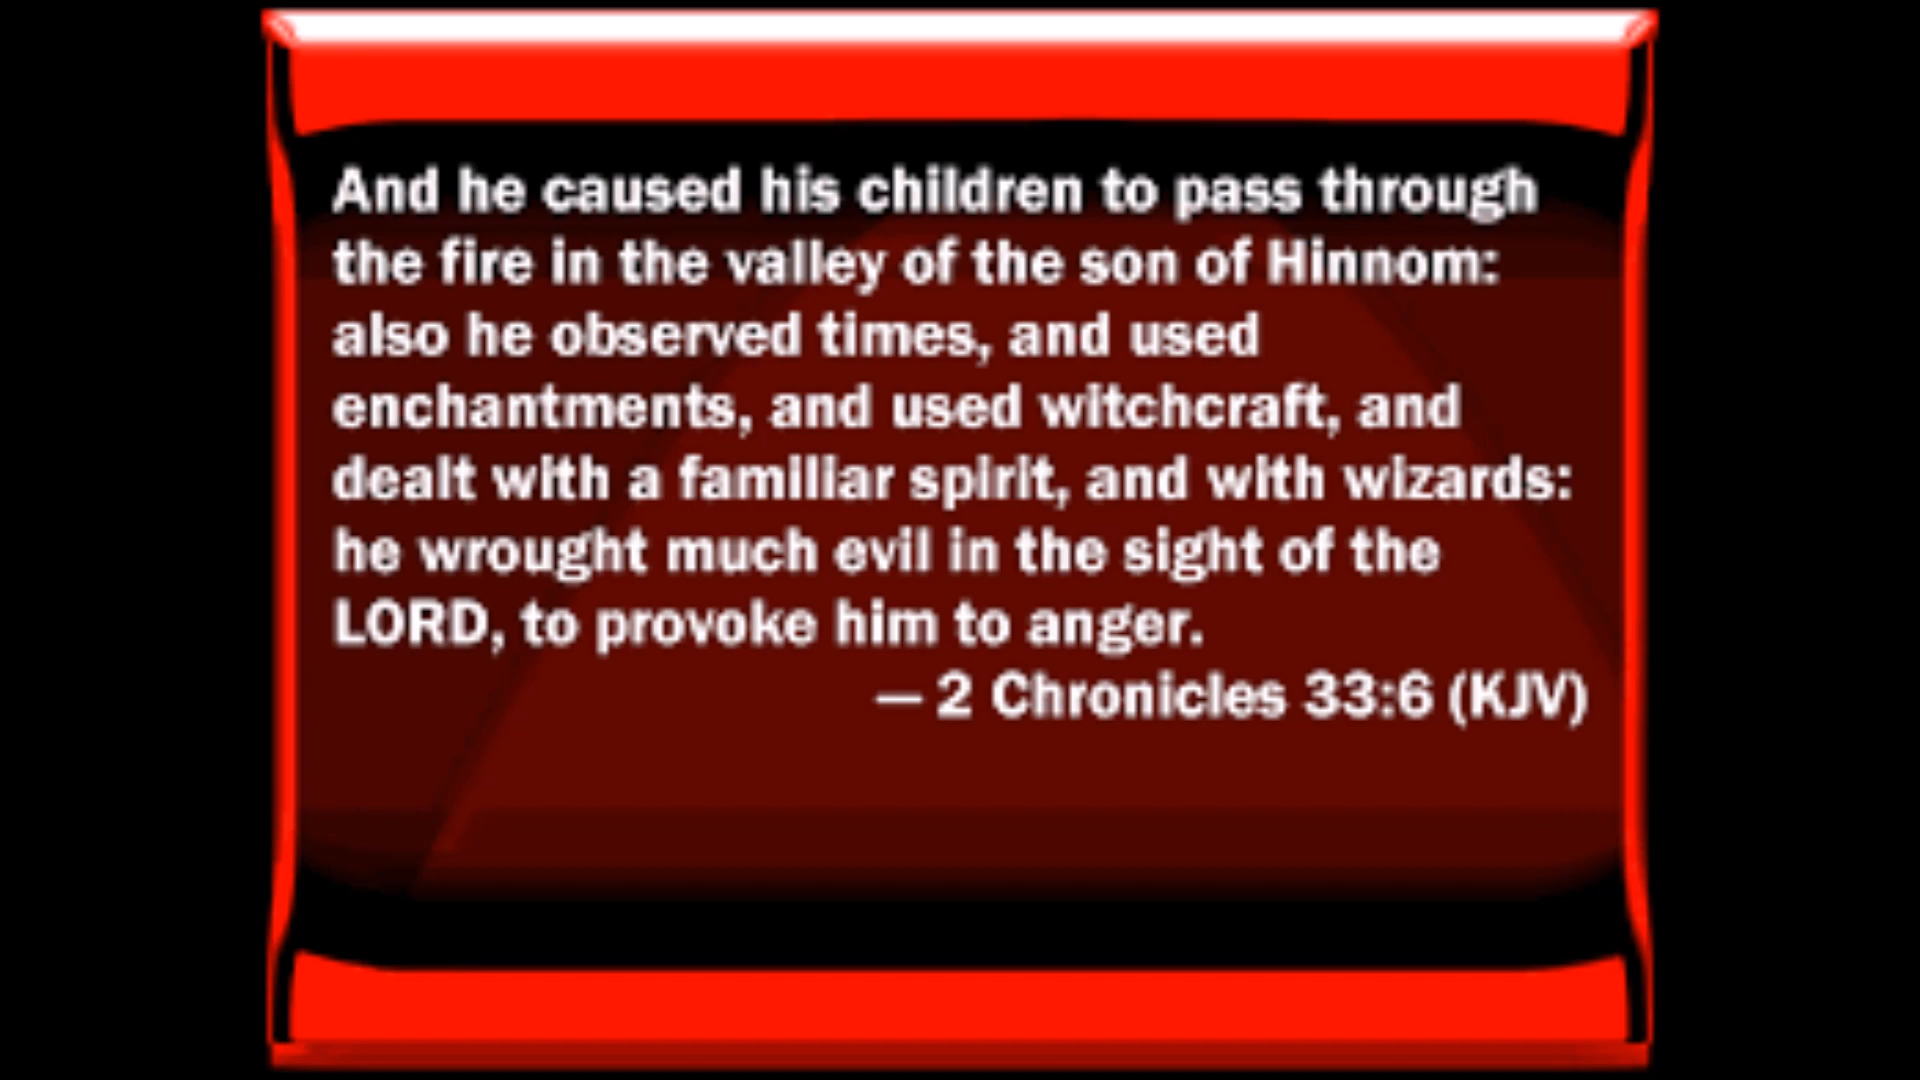 And he caused his children to pass through
the fire in the valley of the son of Hinnom:
also he observed times, and used
enchantments, and used witchcraft, and
dealt with a familiar spirit, and with wizards:
he wrought much evil in the sight of the
LORD, to provoke him to anger.
— 2 Chronicles 33:6 (KJV)